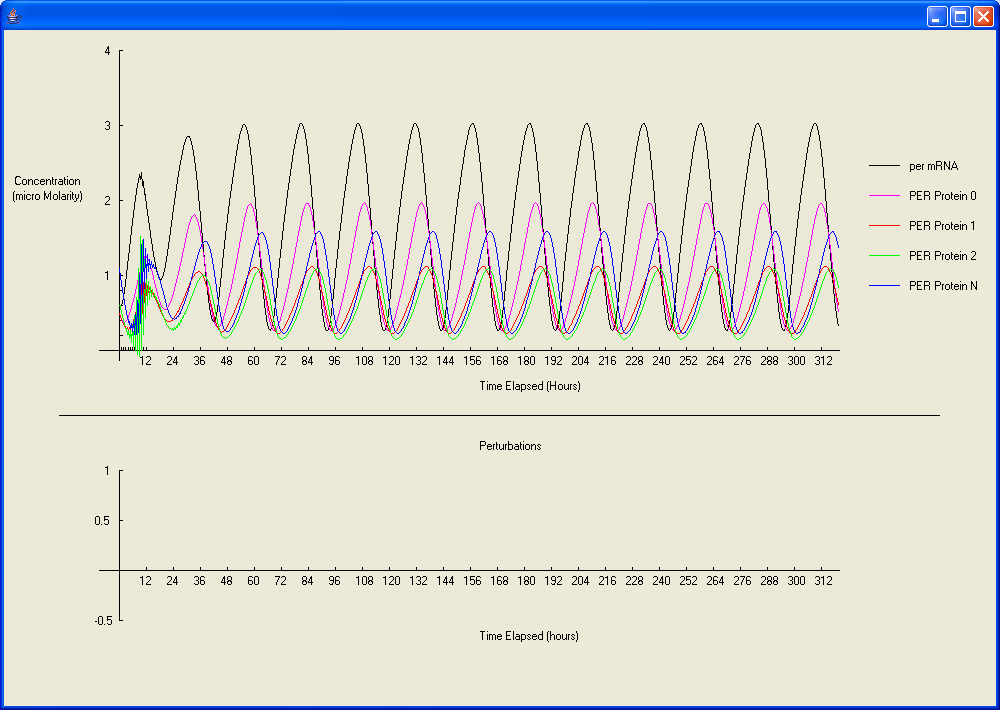 4
3
Concentration
(micro Molarity)
2
1
per mRNA
PER Protein 0
PER Protein 1
PER Protein 2
PER Protein N
12 24 36 48 60 72 84 96 108 120 132 144 156 168 180 192 204 216 228 240 252 264 276 288 300 312
Time Elapsed (Hours)
Perturbations
1
0.5
12 24 36 48 60 72 84 96 108 120 132 144 156 168 180 192 204 216 228 240 252 264 276 288 300 312
-0.5
Time Elapsed (hours)